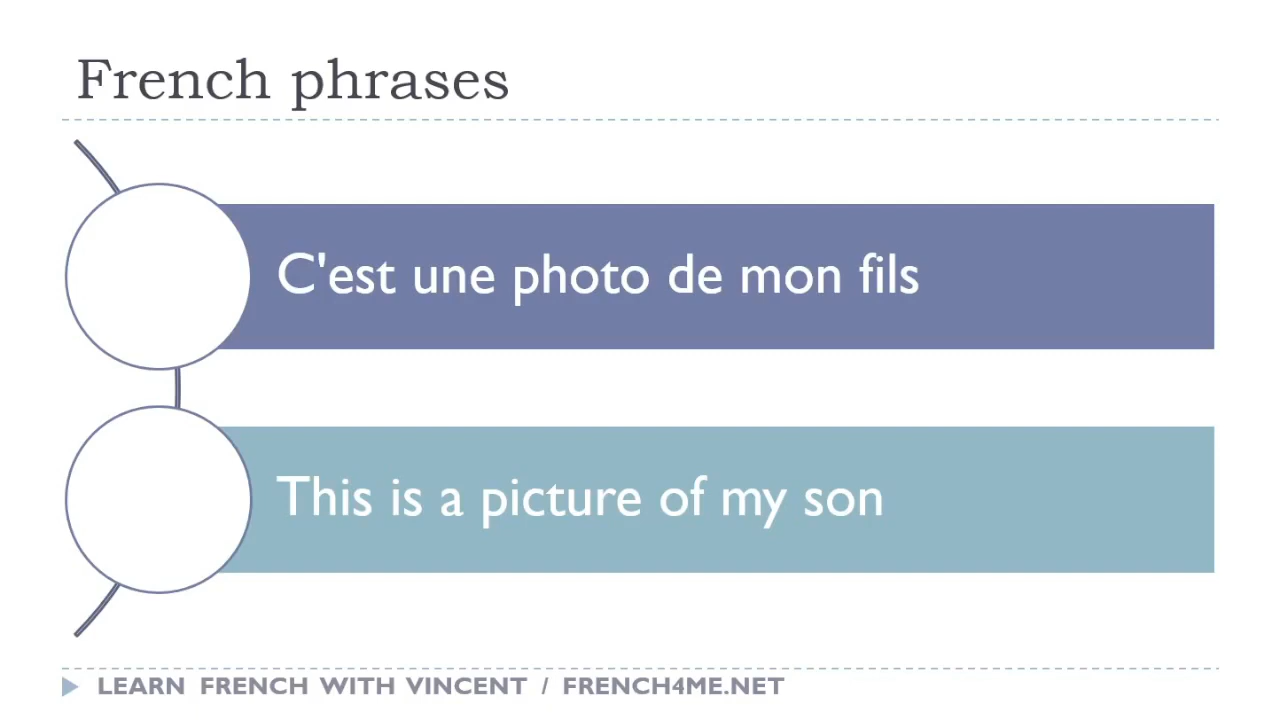 French phrases
C'est une photo de mon fils
This is a picture of my son
LEARN FRENCH WITH VINCENT / FRENCH4ME.NET